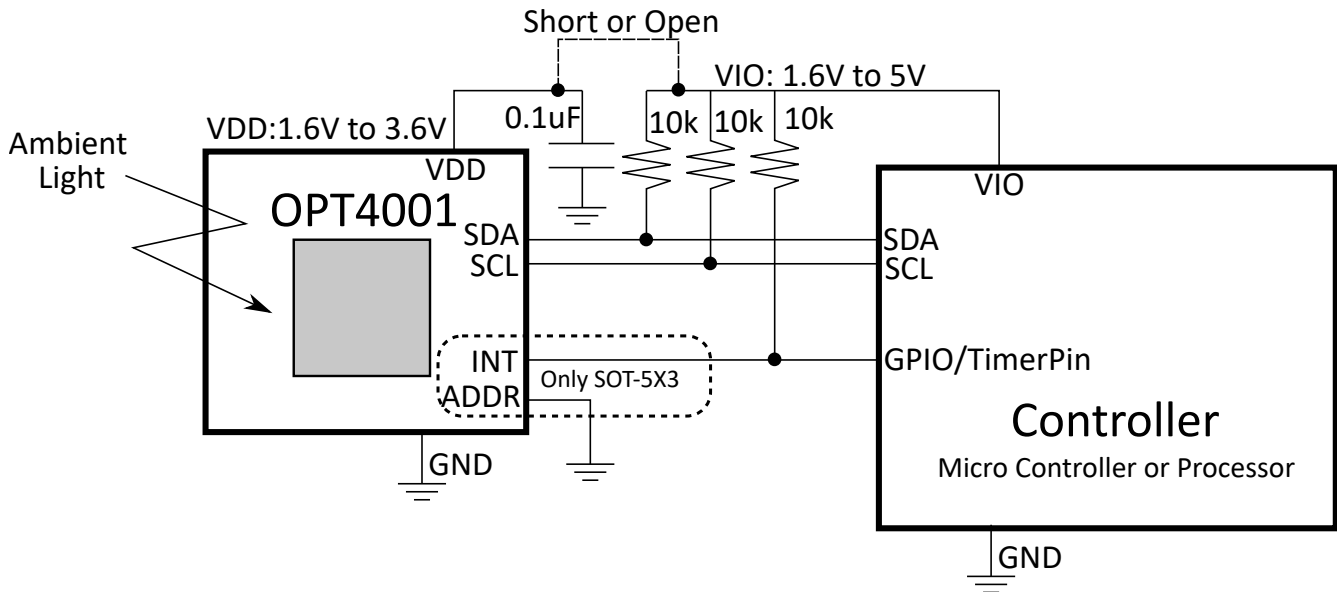 Short or Open
VIO: 1.6V to 5V
VDD:1.6V to 3.6V
0.1uF
10k
10k
10k
Ambient
Light
VDD
OPT4001
VIO
SDA
SCL
SDA
SCL
INT
ADDR
Only SOT-5X3
GPIO/TimerPin
Controller
Micro Controller or Processor
GND
GND